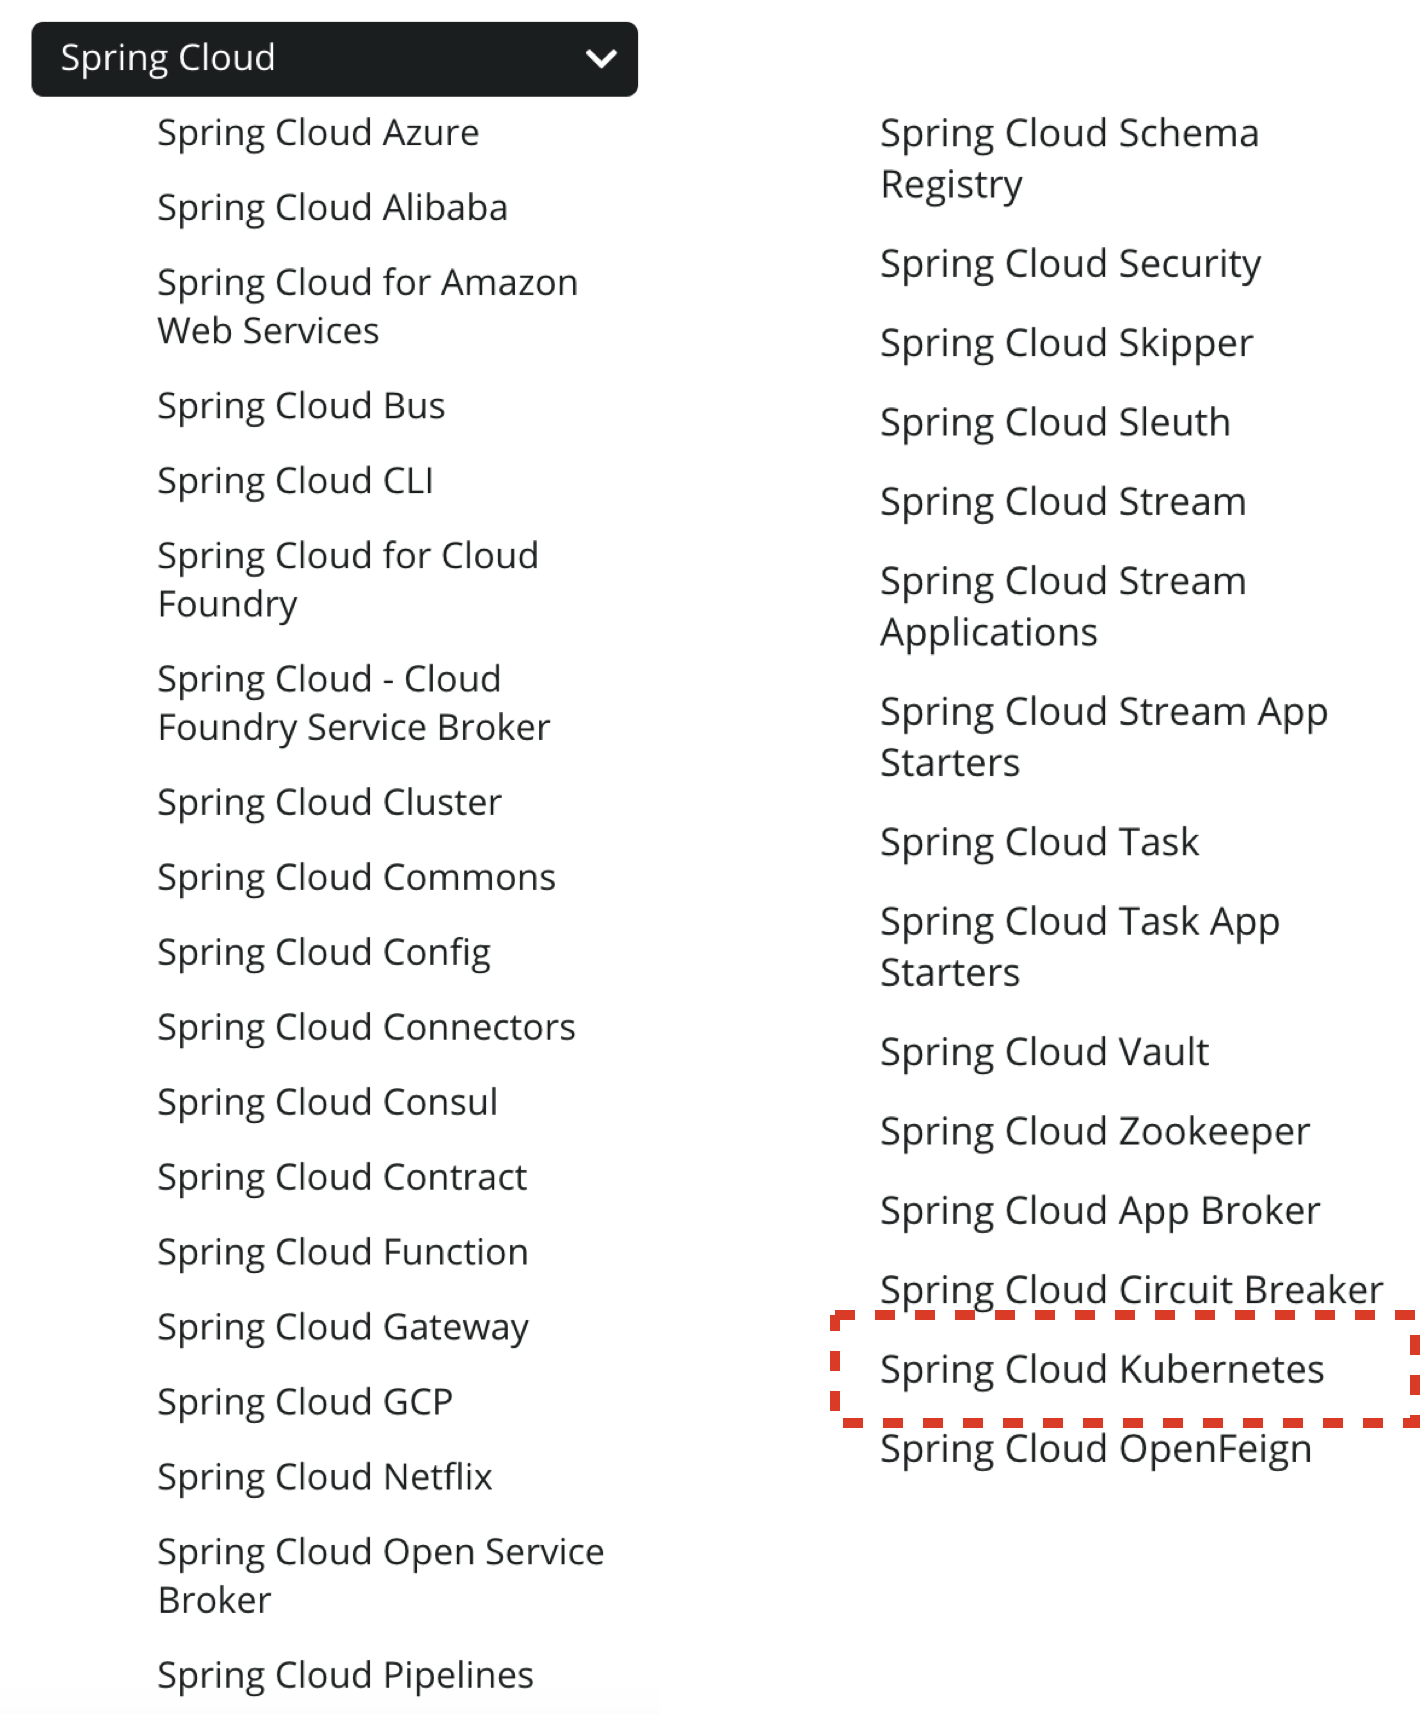 Spring Cloud
Spring Cloud Azure
Spring Cloud Alibaba
Spring Cloud for Amazon
Web Services
Spring Cloud Bus
Spring Cloud CLI
Spring Cloud for Cloud
Foundry
Spring Cloud - Cloud
Foundry Service Broker
Spring Cloud Cluster
Spring Cloud Commons
Spring Cloud Config
Spring Cloud Connectors
Spring Cloud Consul
Spring Cloud Contract
Spring Cloud Function
Spring Cloud Gateway
Spring Cloud GCP
Spring Cloud Netflix
Spring Cloud Open Service
Broker
Spring Cloud Pipelines
Spring Cloud Schema
Registry
Spring Cloud Security
Spring Cloud Skipper
Spring Cloud Sleuth
Spring Cloud Stream
Spring Cloud Stream
Applications
Spring Cloud Stream App
Starters
Spring Cloud Task
Spring Cloud Task App
Starters
Spring Cloud Vault
Spring Cloud Zookeeper
Spring Cloud App Broker
Spring Cloud Circuit Breaker
Spring Cloud Kubernetes
Spring Cloud OpenFeign